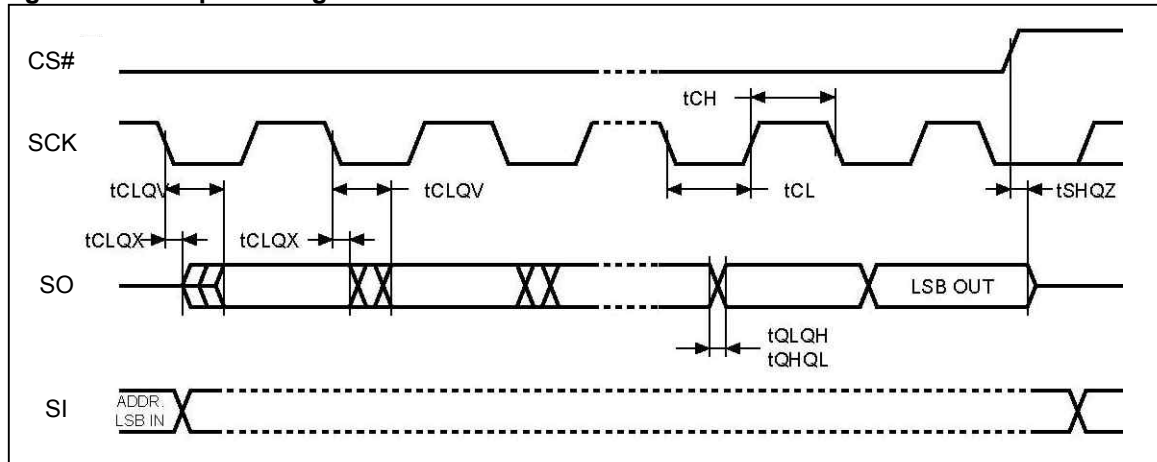 CS#
tCH
SCK
tCLQV
tCLQV
tCL
tSHQZ
tCLQX
tCLQX
SO
LSB OUT
tQLQH
tQHQL
SI
ADDR.
LSB IN